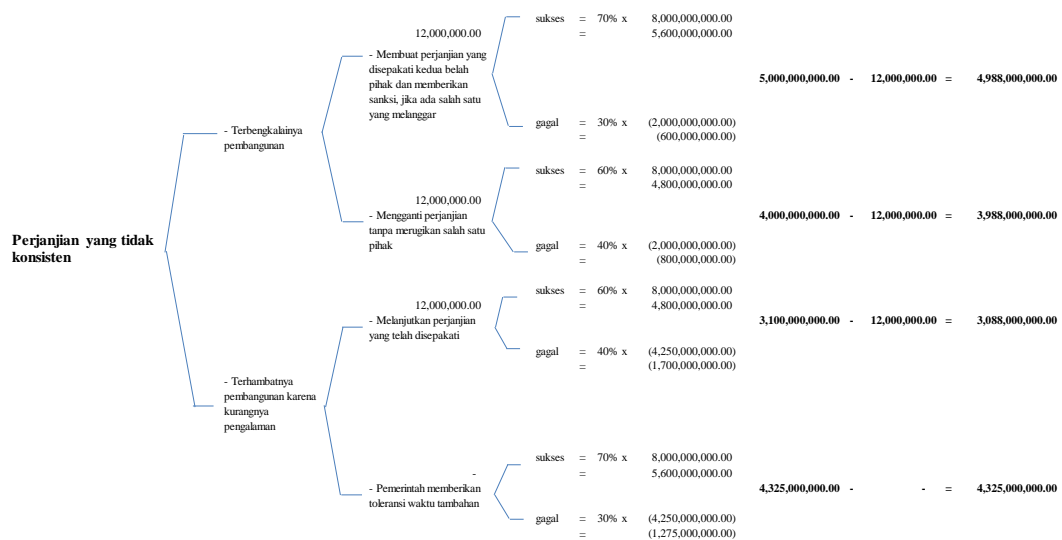 sukses = 70% x 8,000,000,000.00
12,000,000.00 = 5,600,000,000.00
- Membuat perjanjian yang
disepakati kedua belah
pihak dan memberikan
sanksi, jika ada salah satu
yang melanggar
5,000,000,000.00 - 12,000,000.00 = 4,988,000,000.00
gagal = 30% x (2,000,000,000.00)
= (600,000,000.00)
- Terbengkalainya
pembangunan
sukses = 60% x 8,000,000,000.00
= 4,800,000,000.00
12,000,000.00
- Mengganti perjanjian
tanpa merugikan salah satu
pihak
4,000,000,000.00 - 12,000,000.00 = 3,988,000,000.00
gagal = 40% x (2,000,000,000.00)
= (800,000,000.00)
Perjanjian yang tidak
konsisten
sukses = 60% x 8,000,000,000.00
12,000,000.00 = 4,800,000,000.00
- Melanjutkan perjanjian
yang telah disepakati
3,100,000,000.00 - 12,000,000.00 = 3,088,000,000.00
gagal = 40% x (4,250,000,000.00)
= (1,700,000,000.00)
- Terhambatnya
pembangunan karena
kurangnya
pengalaman
sukses = 70% x 8,000,000,000.00
- = 5,600,000,000.00
- Pemerintah memberikan
toleransi waktu tambahan
4,325,000,000.00 - - = 4,325,000,000.00
gagal = 30% x (4,250,000,000.00)
= (1,275,000,000.00)